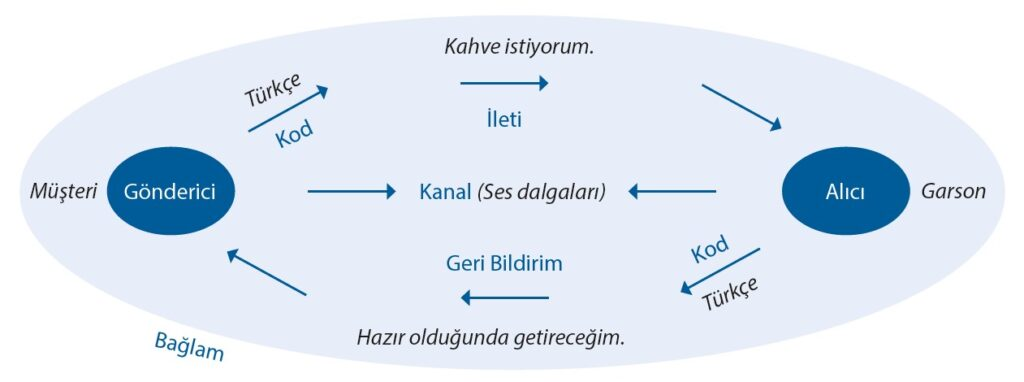 Kahve istiyorum.
Türkçe
Kod
İleti
Müşteri
Gönderici
Kanal (Ses dalgaları)
Alıcı
Garson
Geri Bildirim
Kod
Türkçe
Hazır olduğunda getireceğim.
Bağlam